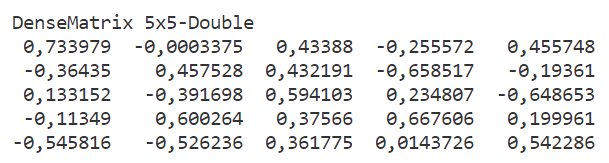 DenseMatrix 5x5-Double
0,733979 -0,0003375 0,43388 -0,255572 0,455748
-0,36435 0,457528 0,432191 -0,658517 -0,19361
0,133152 -0,391698 0,594103 0,234807 -0,648653
-0,11349 0,600264 0,37566 0,667606 0,199961
-0,545816 -0,526236 0,361775 0,0143726 0,542286